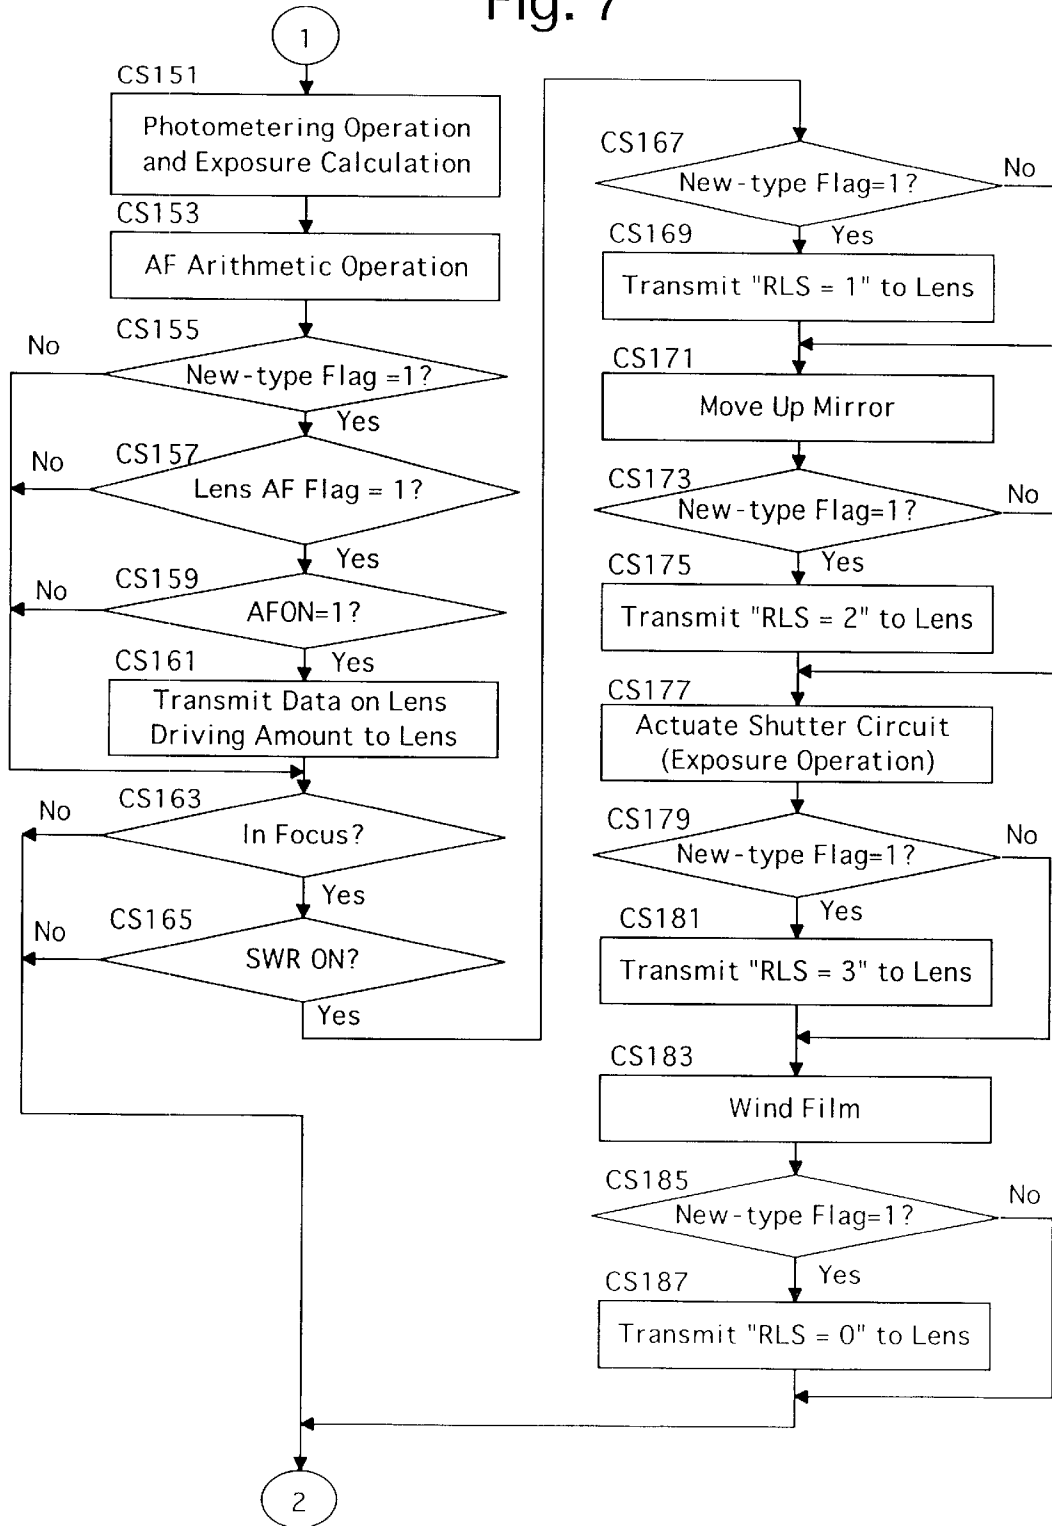 Fig. 7
1
CS151
Photometering Operation
and Exposure Calculation
CS153
AF Arithmetic Operation
CS155
No
New-type Flag =1?
Yes
CS157
No
Lens AF Flag = 1?
Yes
CS159
No
AFON=1?
Yes
CS161
Transmit Data on Lens
Driving Amount to Lens
CS163
No
In Focus?
Yes
CS165
No
SWR ON?
Yes
CS167
No
New-type Flag=1?
Yes
CS169
Transmit "RLS = 1" to Lens
CS171
Move Up Mirror
CS173
No
New-type Flag=1?
Yes
CS175
Transmit "RLS = 2" to Lens
CS177
Actuate Shutter Circuit
(Exposure Operation)
CS179
No
New-type Flag=1?
Yes
CS181
Transmit "RLS = 3" to Lens
CS183
Wind Film
CS185
No
New-type Flag=1?
Yes
CS187
Transmit "RLS = 0" to Lens
2